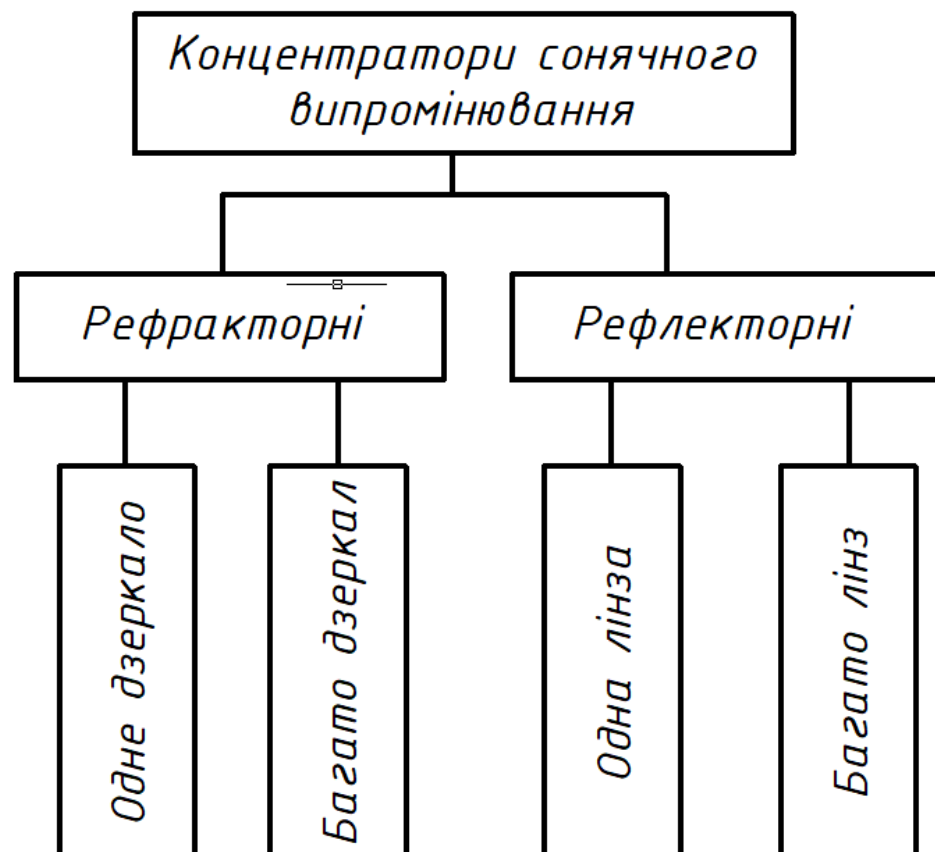 Концентратори сонячного
випромінювання
Рефракторні
Рефлекторні
Одне дзеркало
Багато дзеркал
Одна лінза
Багато лінз